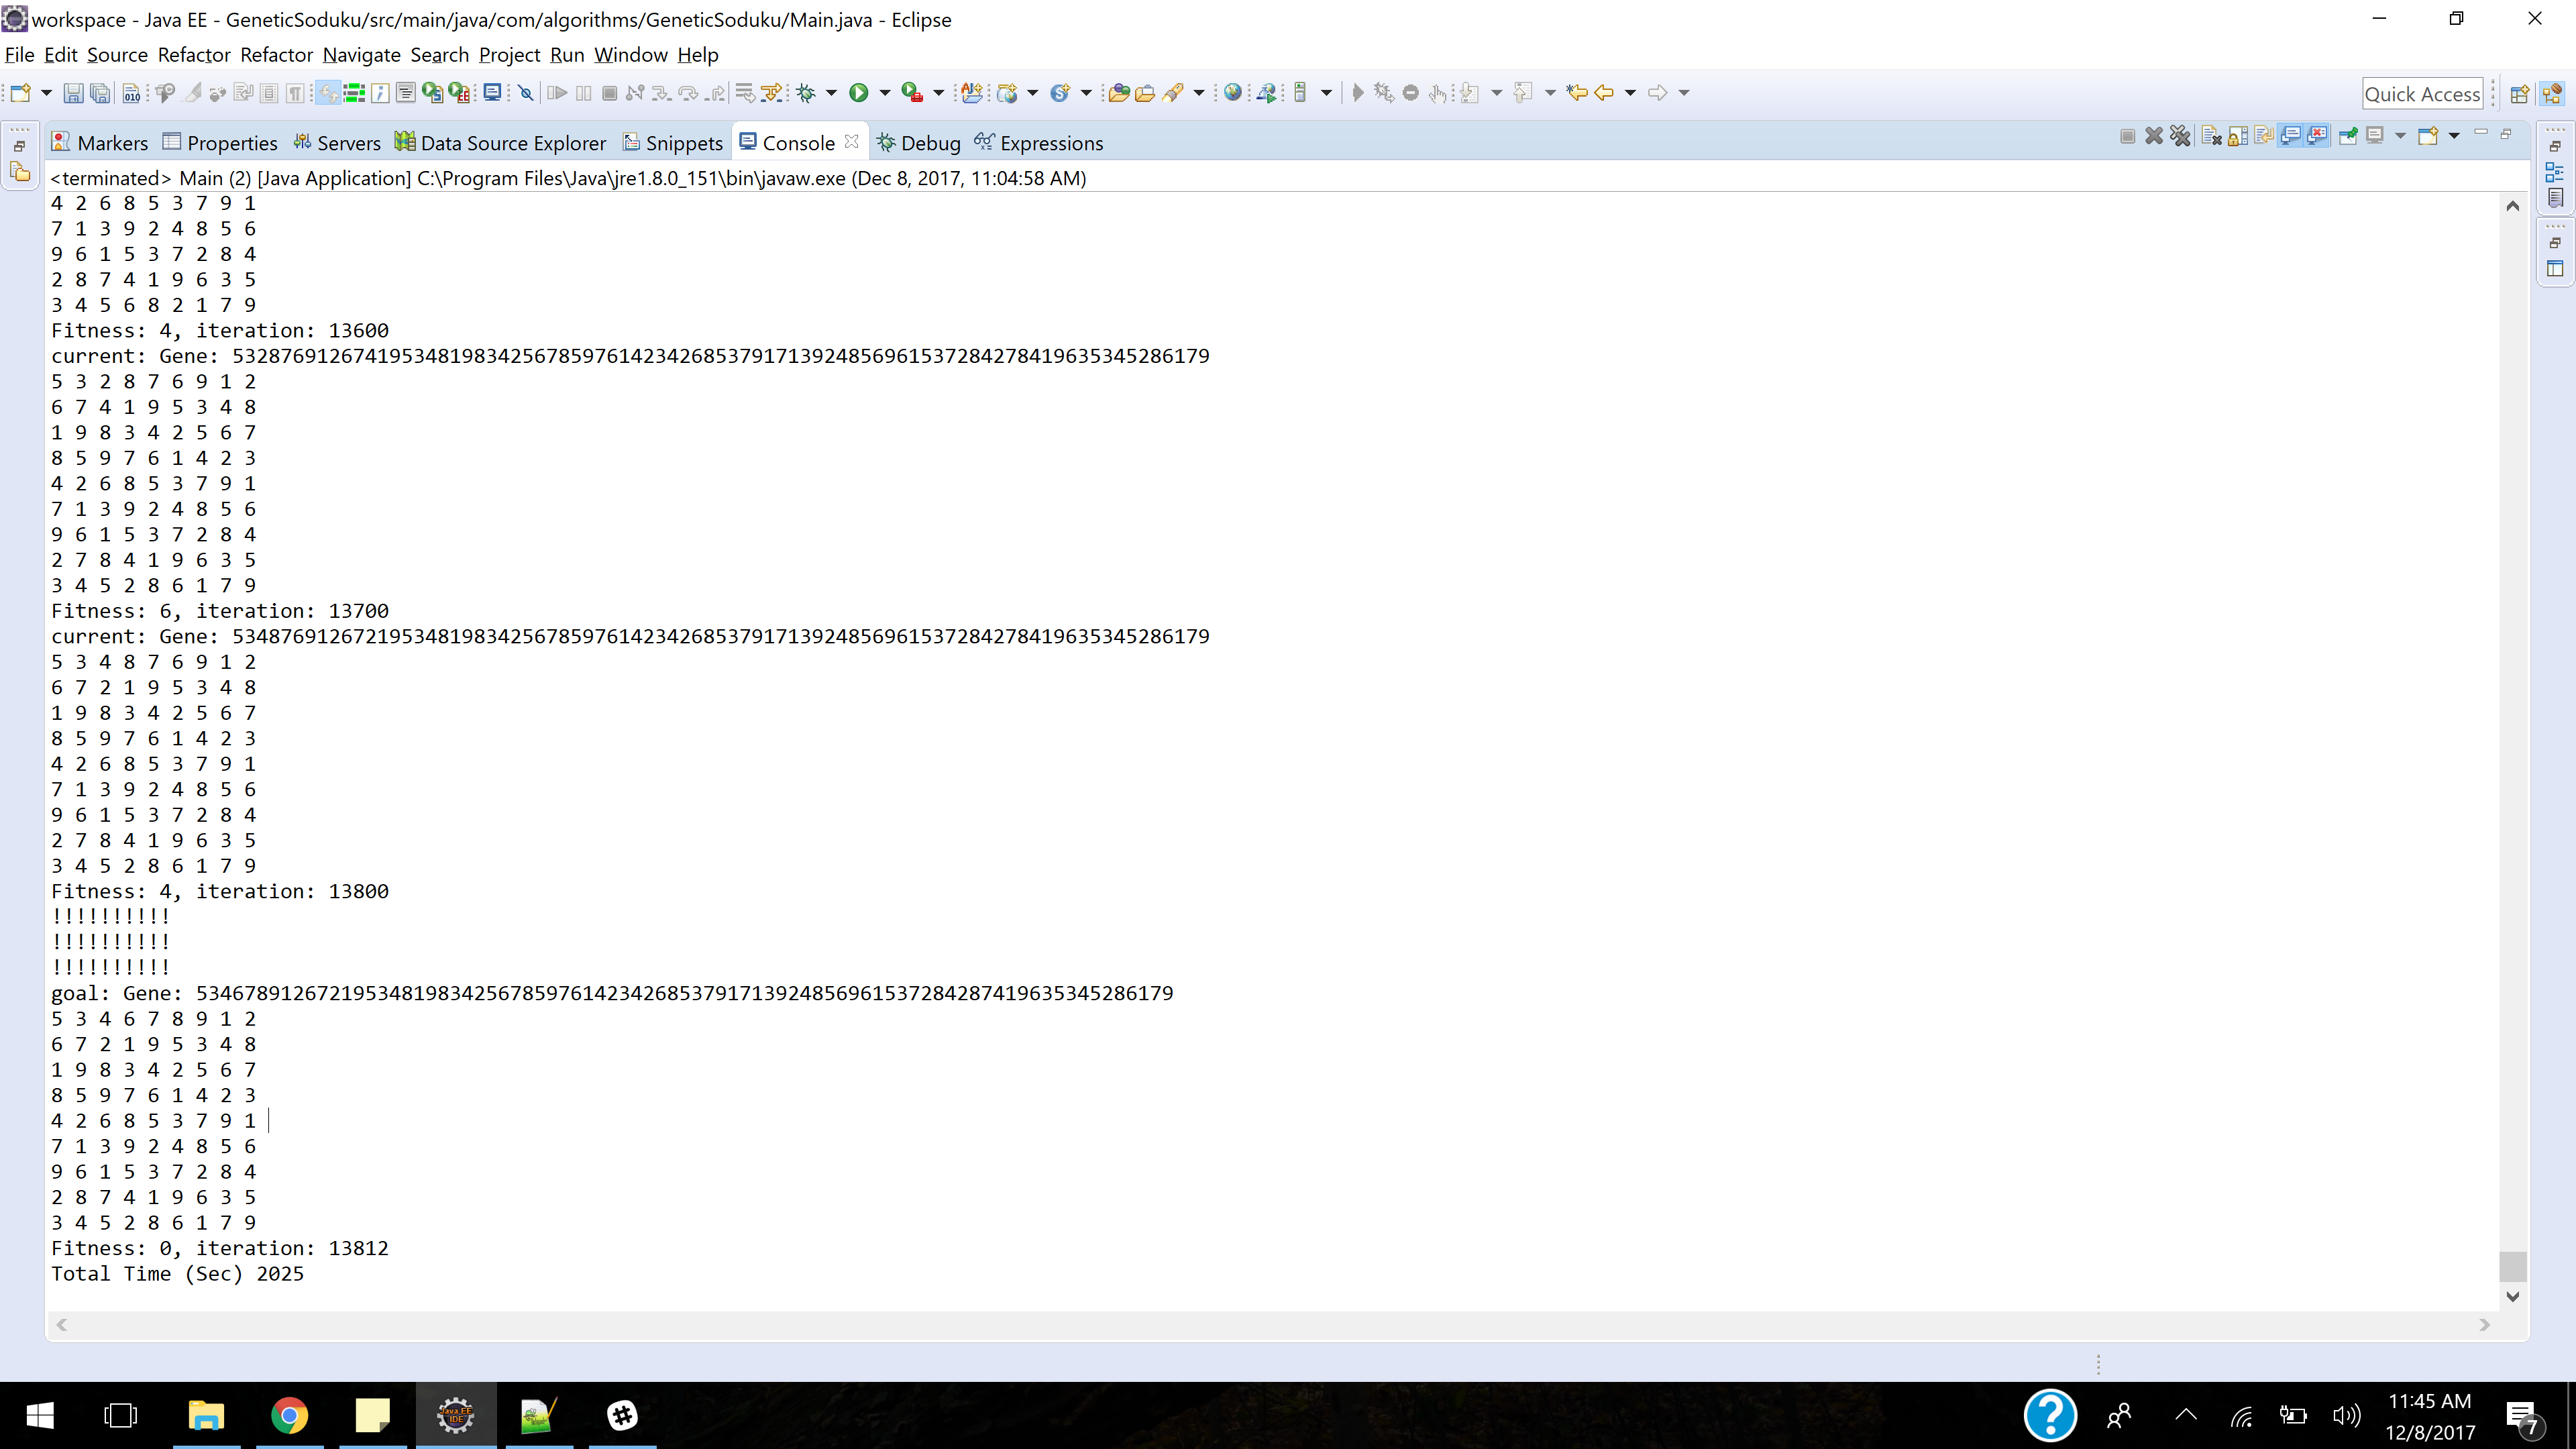 workspace - Java EE - GeneticSoduku/src/main/java/com/algorithms/GeneticSoduku/Main.java - Eclipse
File Edit Source Refactor Refactor Navigate Search Project Run Window Help
Quick Access
Markers Properties Servers Data Source Explorer Snippets Console Debug Expressions
<terminated> Main (2) [Java Application] C:\Program Files\Java\jre1.8.0_151\bin\javaw.exe (Dec 8, 2017, 11:04:58 AM)
4 2 6 8 5 3 7 9 1
7 1 3 9 2 4 8 5 6
9 6 1 5 3 7 2 8 4
2 8 7 4 1 9 6 3 5
3 4 5 6 8 2 1 7 9
Fitness: 4, iteration: 13600
current: Gene: 532876912674195348198342567859761423426853791713924856961537284278419635345286179
5 3 2 8 7 6 9 1 2
6 7 4 1 9 5 3 4 8
1 9 8 3 4 2 5 6 7
8 5 9 7 6 1 4 2 3
4 2 6 8 5 3 7 9 1
7 1 3 9 2 4 8 5 6
9 6 1 5 3 7 2 8 4
2 7 8 4 1 9 6 3 5
3 4 5 2 8 6 1 7 9
Fitness: 6, iteration: 13700
current: Gene: 534876912672195348198342567859761423426853791713924856961537284278419635345286179
5 3 4 8 7 6 9 1 2
6 7 2 1 9 5 3 4 8
1 9 8 3 4 2 5 6 7
8 5 9 7 6 1 4 2 3
4 2 6 8 5 3 7 9 1
7 1 3 9 2 4 8 5 6
9 6 1 5 3 7 2 8 4
2 7 8 4 1 9 6 3 5
3 4 5 2 8 6 1 7 9
Fitness: 4, iteration: 13800
!!!!!!!!!!
!!!!!!!!!!
!!!!!!!!!!
goal: Gene: 534678912672195348198342567859761423426853791713924856961537284287419635345286179
5 3 4 6 7 8 9 1 2
6 7 2 1 9 5 3 4 8
1 9 8 3 4 2 5 6 7
8 5 9 7 6 1 4 2 3
4 2 6 8 5 3 7 9 1
7 1 3 9 2 4 8 5 6
9 6 1 5 3 7 2 8 4
2 8 7 4 1 9 6 3 5
3 4 5 2 8 6 1 7 9
Fitness: 0, iteration: 13812
Total Time (Sec) 2025
Java EE
IDE
11:45 AM
12/8/2017
7